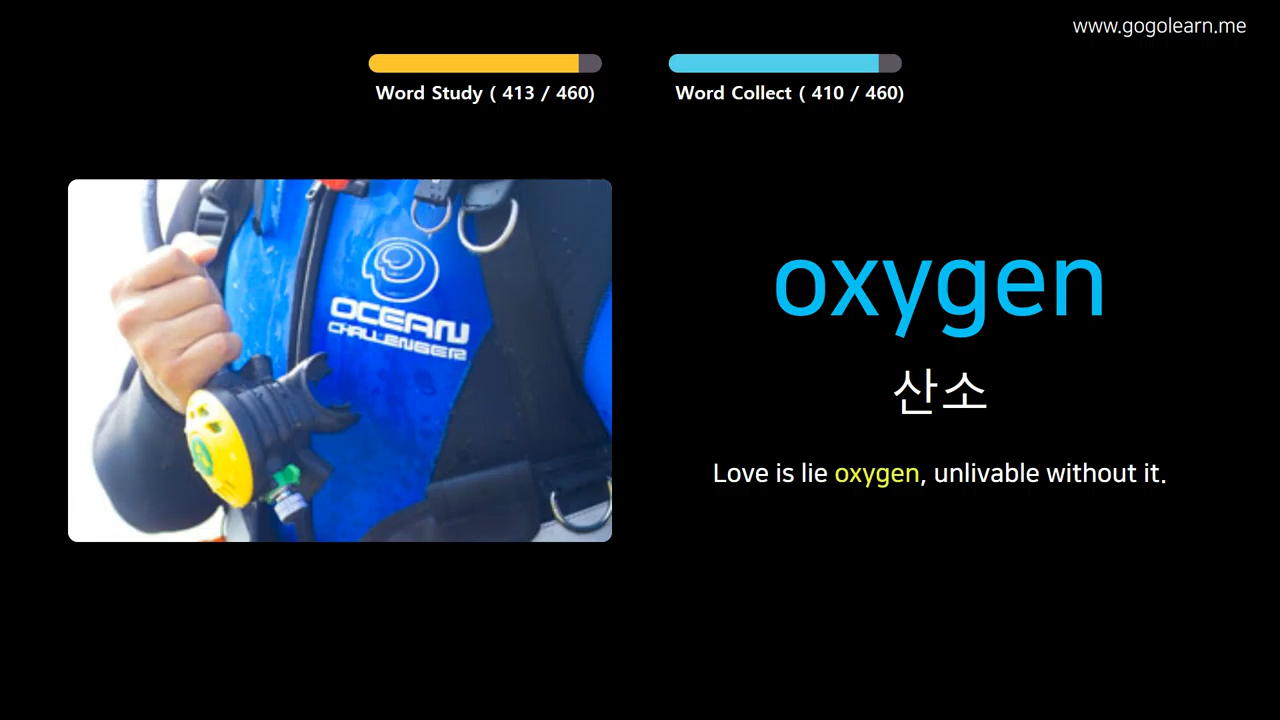 www.gogolearn.me
Word Study ( 413 / 460)
Word Collect ( 410 / 460)
OCEAN
CHALLENGER
oxygen
산소
Love is lie oxygen, unlivable without it.